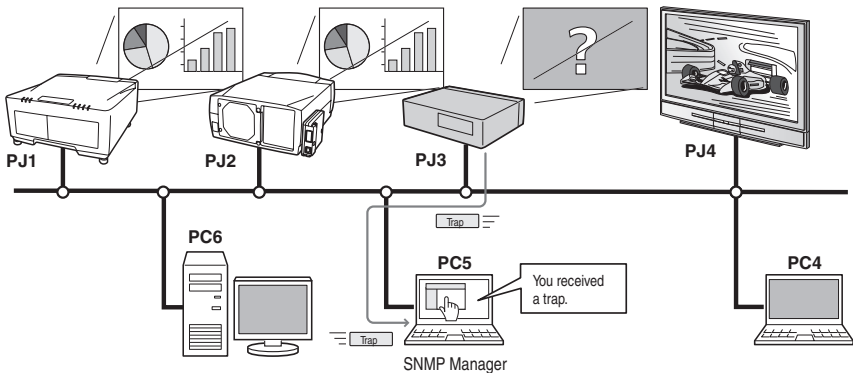 ?
PJ1
PJ2
PJ3
PJ4
Trap
PC6
PC5
PC4
You received
a trap.
Trap
SNMP Manager